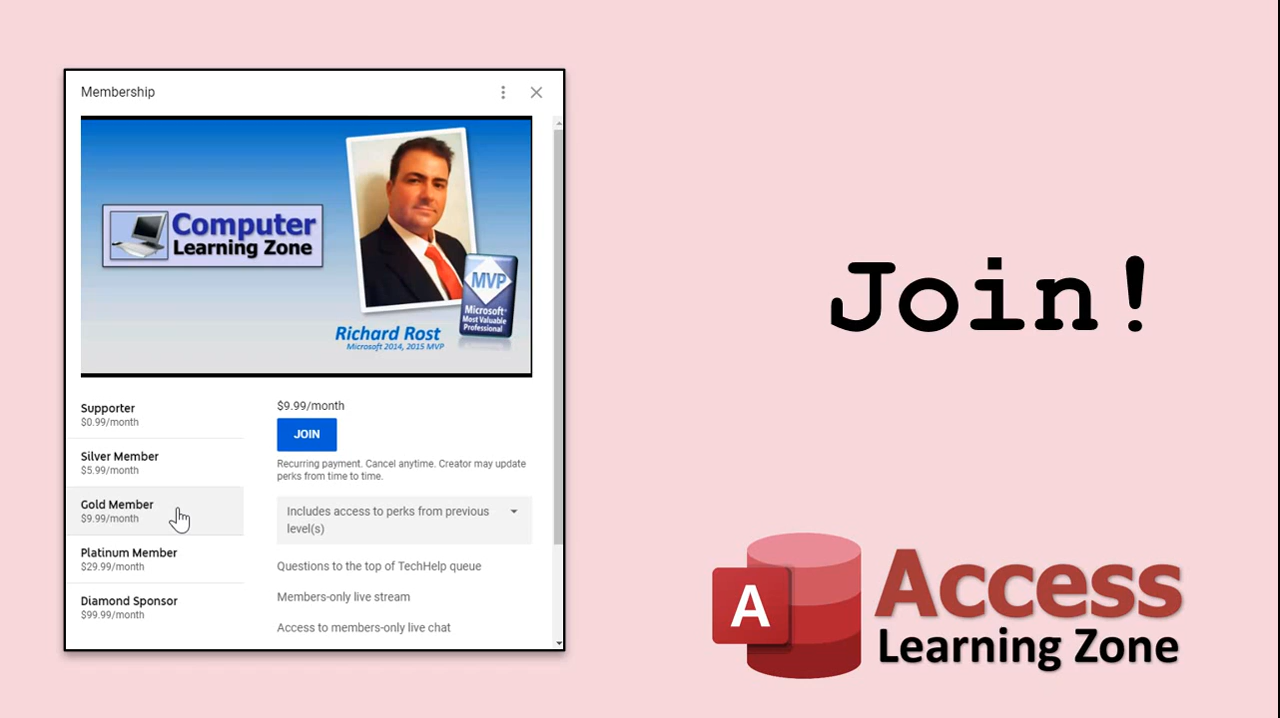 Membership
Computer
Learning Zone
MVP
Microsoft®
Most Valuable
Professional
Richard Rost
Microsoft 2014, 2015 MVP
Supporter
$0.99/month
Silver Member
$5.99/month
Gold Member
$9.99/month
Platinum Member
$29.99/month
Diamond Sponsor
$99.99/month
$9.99/month
JOIN
Recurring payment. Cancel anytime. Creator may update
perks from time to time.
Includes access to perks from previous
level(s)
Questions to the top of TechHelp queue
Members-only live stream
Access to members-only live chat
Join!
A
Access
Learning Zone